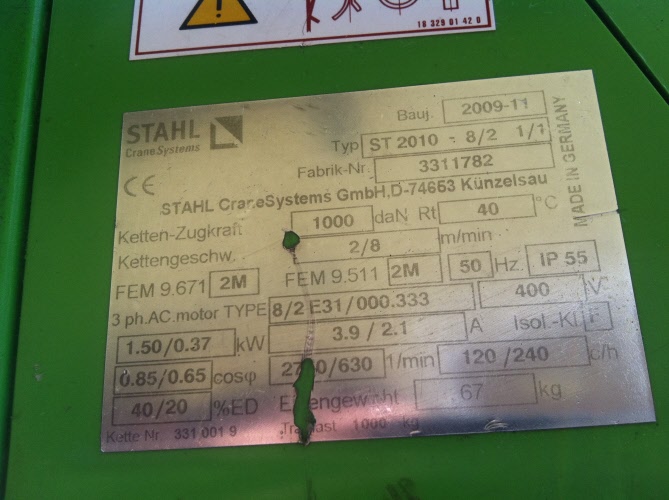 16 329 01 42 0
STAHL
CraneSystems
Bauj. 2009-11
Typ ST 2010 - 8/2 1/1
Fabrik-Nr. 3311782
MADE IN GERMANY
CE
STAHL CraneSystems GmbH,D-74653 Künzelsau
Ketten-Zugkraft 1000 daN Rt 40 °C
Kettengeschw. 2/8 m/min
FEM 9.671 2M FEM 9.511 2M 50 Hz. IP 55
3 ph.AC.motor TYPE 8/2 E31/000.333 400 V
1.50/0.37 kW 3.9 / 2.1 A Isol.-Kl F
0.85/0.65 cosφ 1/min 120 /240 c/h
40/20 %ED 67 kg
Kette Nr 331 001 9 1000 kg